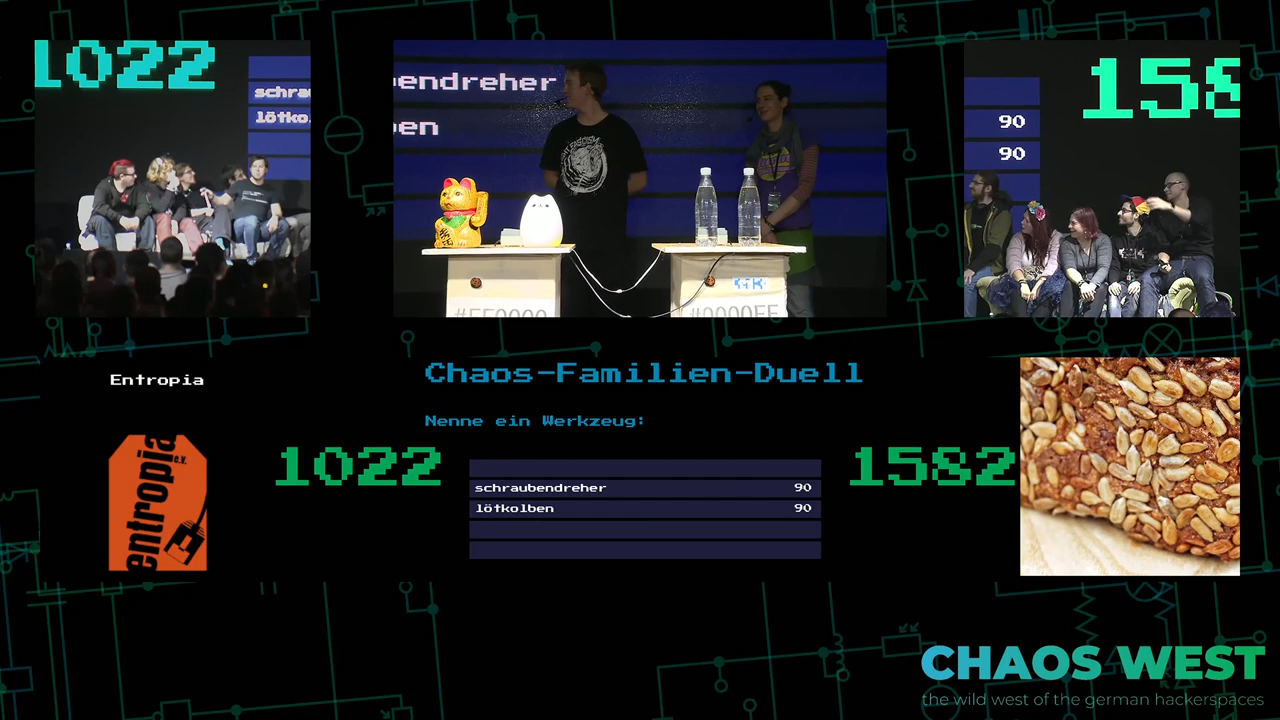 1022
schrau
lötko
bendreher
ben
#FF0000
#0000FF
158
90
90
Entropia
entropia e.v.
Chaos-Familien-Duell
Nenne ein Werkzeug:
1022
schraubendreher 90
lötkolben 90
1582
CHAOS WEST
the wild west of the german hackerspaces